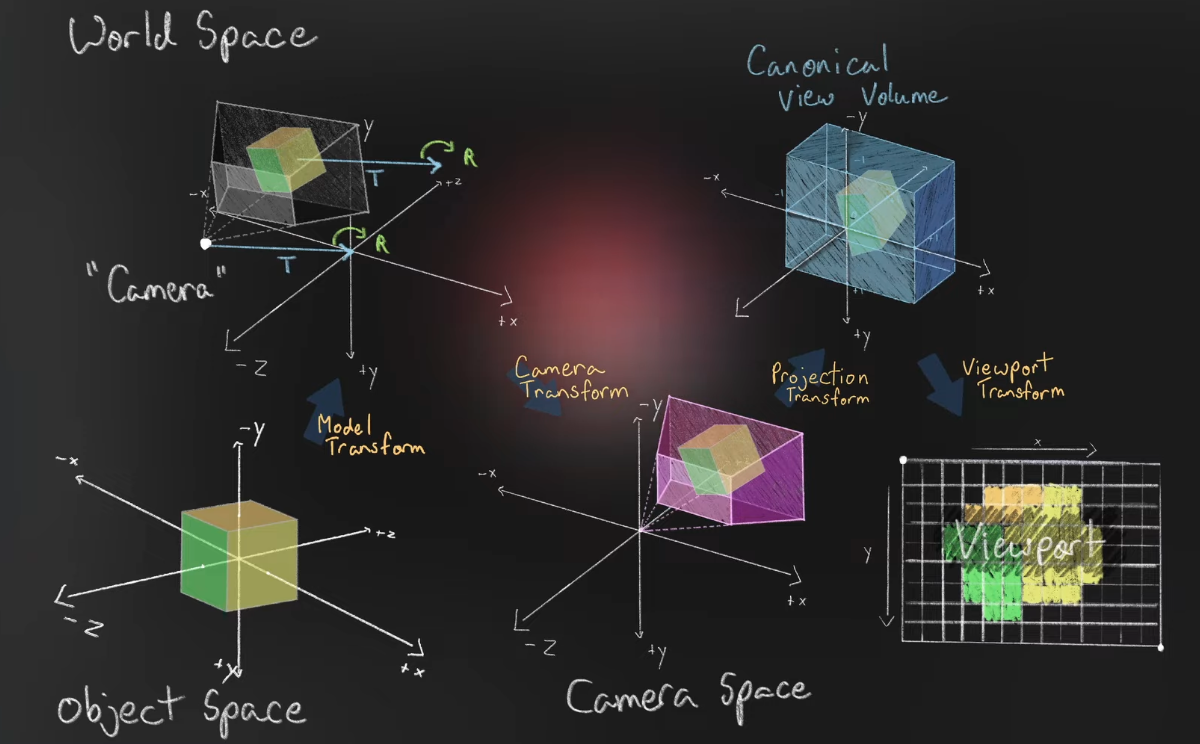 World Space
y
T
R
+z
-x
R
T
"Camera"
+x
-z
+y
Model
Transform
-y
-x
+z
-z
+y
+x
Object Space
Camera
Transform
-y
-x
+x
-z
+y
Camera Space
Projection
Transform
Canonical
View Volume
-y
-1
-x
-1
+1
+x
+1
+y
Viewport
Transform
x
y
Viewport